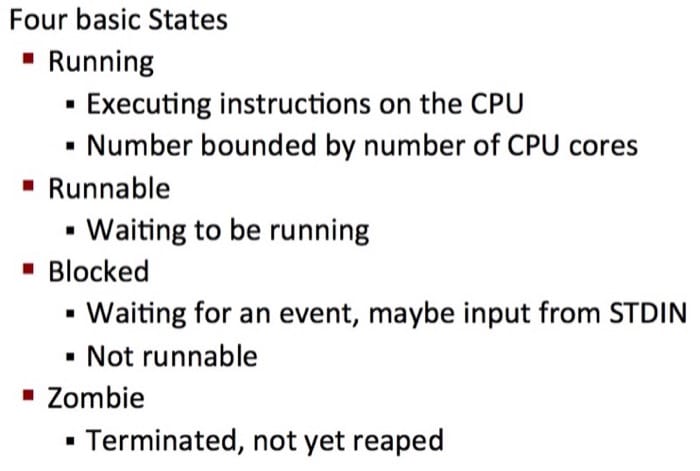 Four basic States
▪ Running
▪ Executing instructions on the CPU
▪ Number bounded by number of CPU cores
▪ Runnable
▪ Waiting to be running
▪ Blocked
▪ Waiting for an event, maybe input from STDIN
▪ Not runnable
▪ Zombie
▪ Terminated, not yet reaped